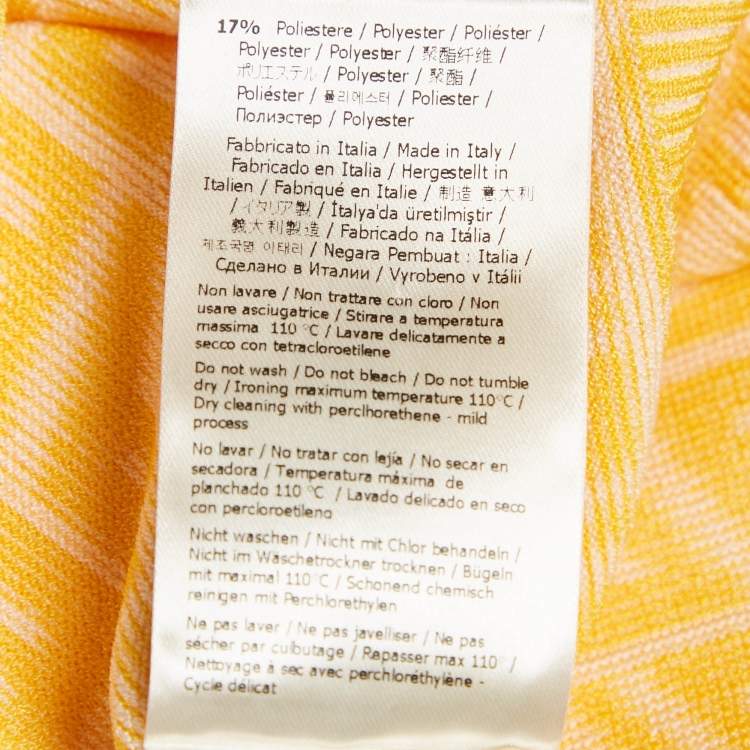 17% Poliestere / Polyester / Poliéster /
Polyester / Polyester / 聚酯纤维 /
ポリエステル / Polyester / 聚酯 /
Poliéster / 폴리에스터 / Poliester /
Полиэстер / Polyester
Fabbricato in Italia / Made in Italy /
Fabricado en Italia / Hergestellt in
Italien / Fabriqué en Italie / 制造 意大利
/ イタリア製 / İtalya'da üretilmiştir /
義大利製造 / Fabricado na Itália /
제조국명 이태리 / Negara Pembuat : Italia /
Сделано в Италии / Vyrobeno v Itálii
Non lavare / Non trattare con cloro / Non
usare asciugatrice / Stirare a temperatura
massima 110 °C / Lavare delicatamente a
secco con tetracloroetilene
Do not wash / Do not bleach / Do not tumble
dry / Ironing maximum temperature 110°C /
Dry cleaning with perclhorethene - mild
process
No lavar / No tratar con lejía / No secar en
secadora / Temperatura máxima de
planchado 110 °C / Lavado delicado en seco
con percloroetileno
Nicht waschen / Nicht mit Chlor behandeln /
Nicht im Wäschetrockner trocknen / Bügeln
mit maximal 110°C / Schonend chemisch
reinigen mit Perchlorethylen
Ne pas laver / Ne pas javelliser / Ne pas
sécher par culbutage / Repasser max 110° /
Nettoyage à sec avec perchloréthylène -
Cycle délicat